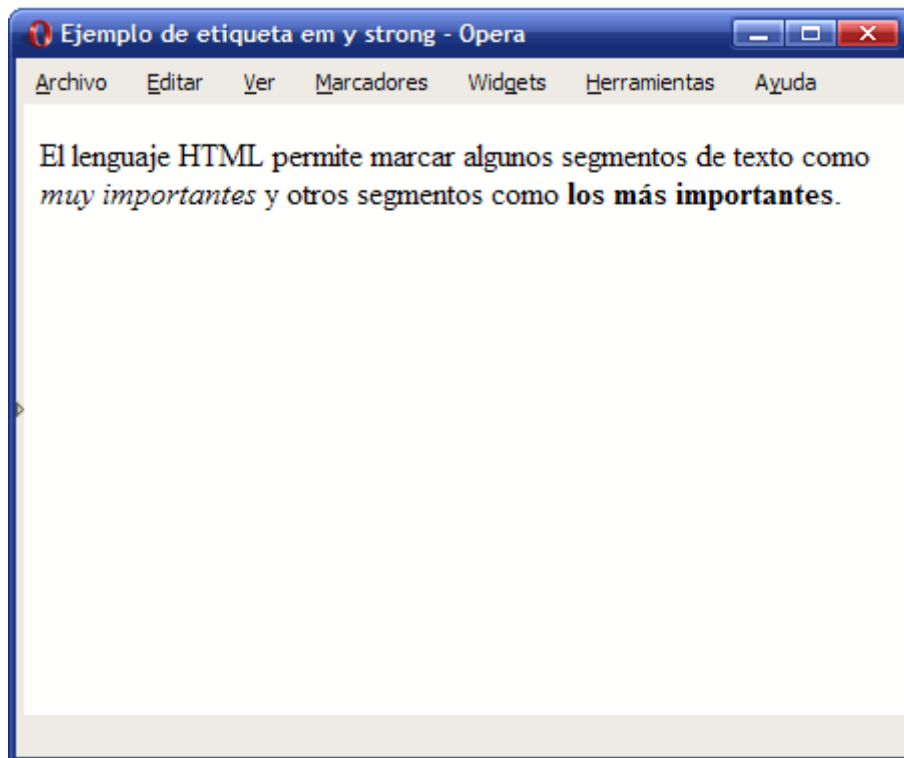 Ejemplo de etiqueta em y strong - Opera
Archivo Editar Ver Marcadores Widgets Herramientas Ayuda
El lenguaje HTML permite marcar algunos segmentos de texto como
muy importantes y otros segmentos como los más importantes.